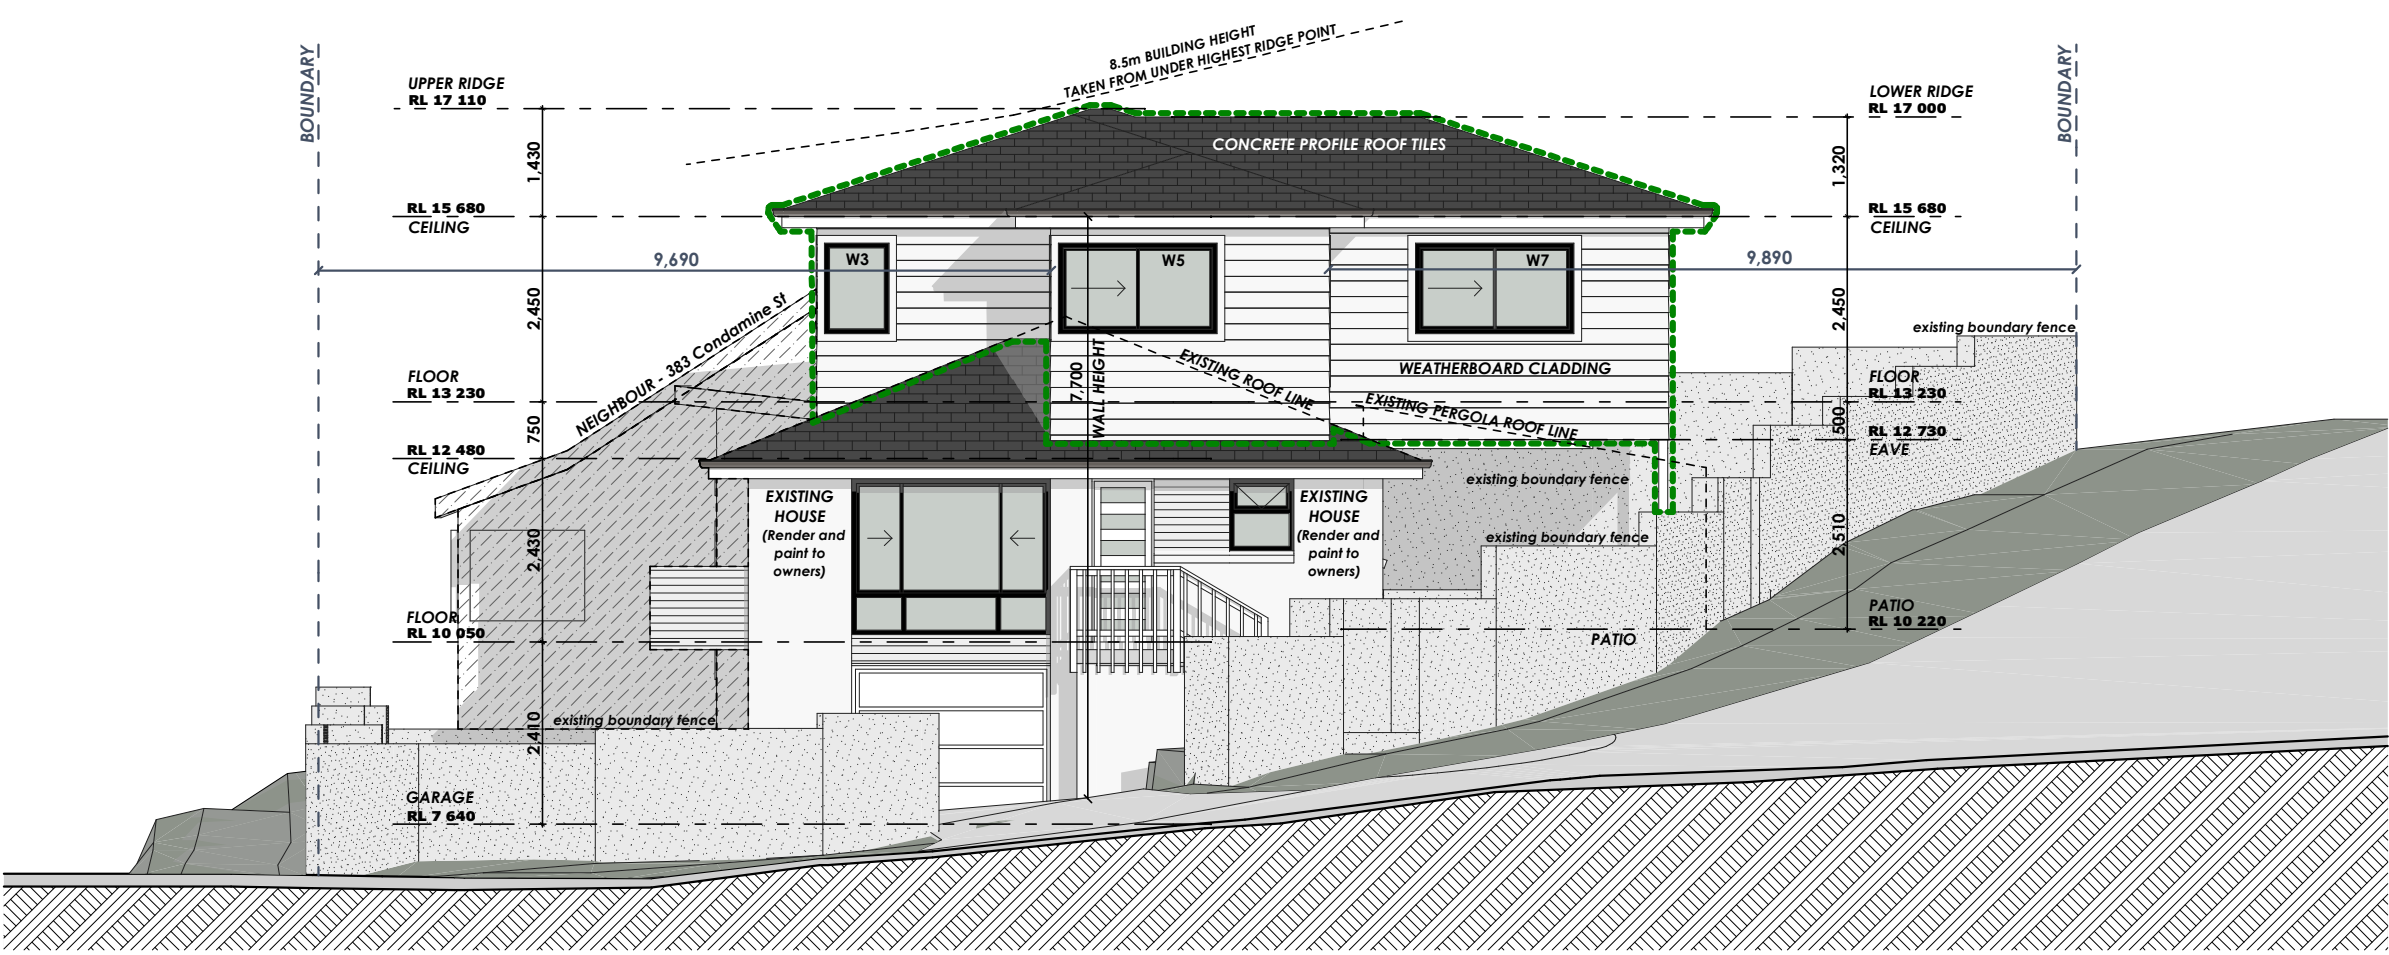 8.5m BUILDING HEIGHT
TAKEN FROM UNDER HIGHEST RIDGE POINT
BOUNDARY
BOUNDARY
UPPER RIDGE
RL 17 110
LOWER RIDGE
RL 17 000
CONCRETE PROFILE ROOF TILES
1,430
1,320
RL 15 680
CEILING
RL 15 680
CEILING
9,690
W3
W5
W7
9,890
2,450
2,450
NEIGHBOUR - 383 Condamine St
existing boundary fence
7,700
WALL HEIGHT
EXISTING ROOF LINE
WEATHERBOARD CLADDING
FLOOR
RL 13 230
FLOOR
RL 13 230
EXISTING PERGOLA ROOF LINE
750
500
RL 12 480
CEILING
RL 12 730
EAVE
existing boundary fence
EXISTING
HOUSE
(Render and
paint to
owners)
EXISTING
HOUSE
(Render and
paint to
owners)
existing boundary fence
2,430
2,510
FLOOR
RL 10 050
PATIO
RL 10 220
PATIO
existing boundary fence
2,410
GARAGE
RL 7 640